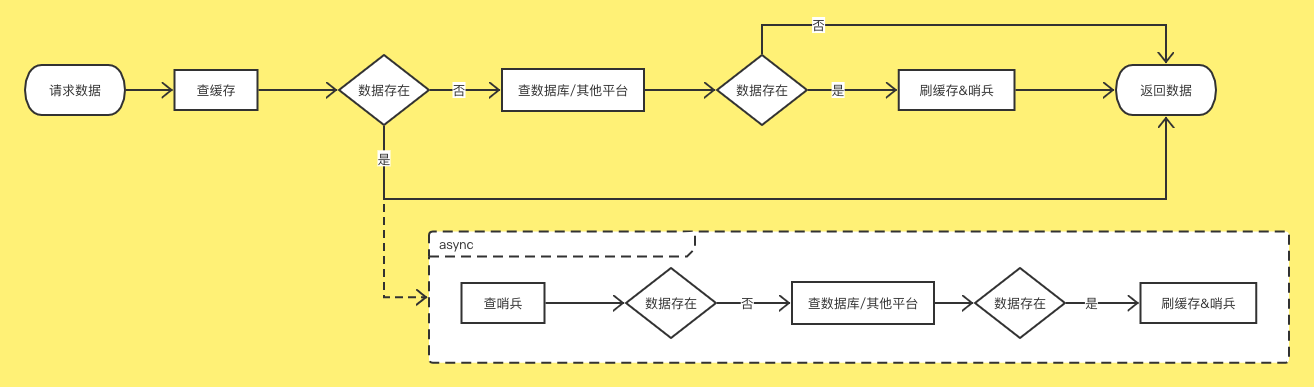 否
请求数据
查缓存
数据存在
否
查数据库/其他平台
数据存在
是
刷缓存&哨兵
返回数据
是
async
查哨兵
数据存在
否
查数据库/其他平台
数据存在
是
刷缓存&哨兵